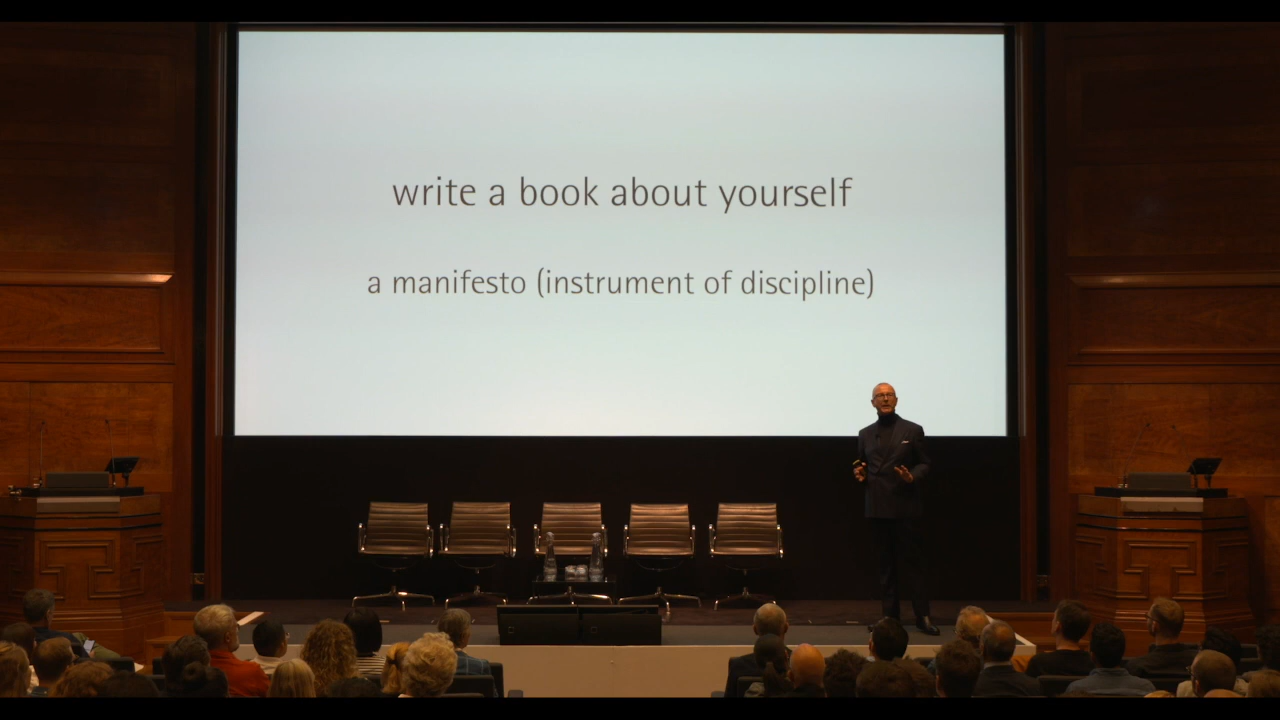 write a book about yourself
a manifesto (instrument of discipline)